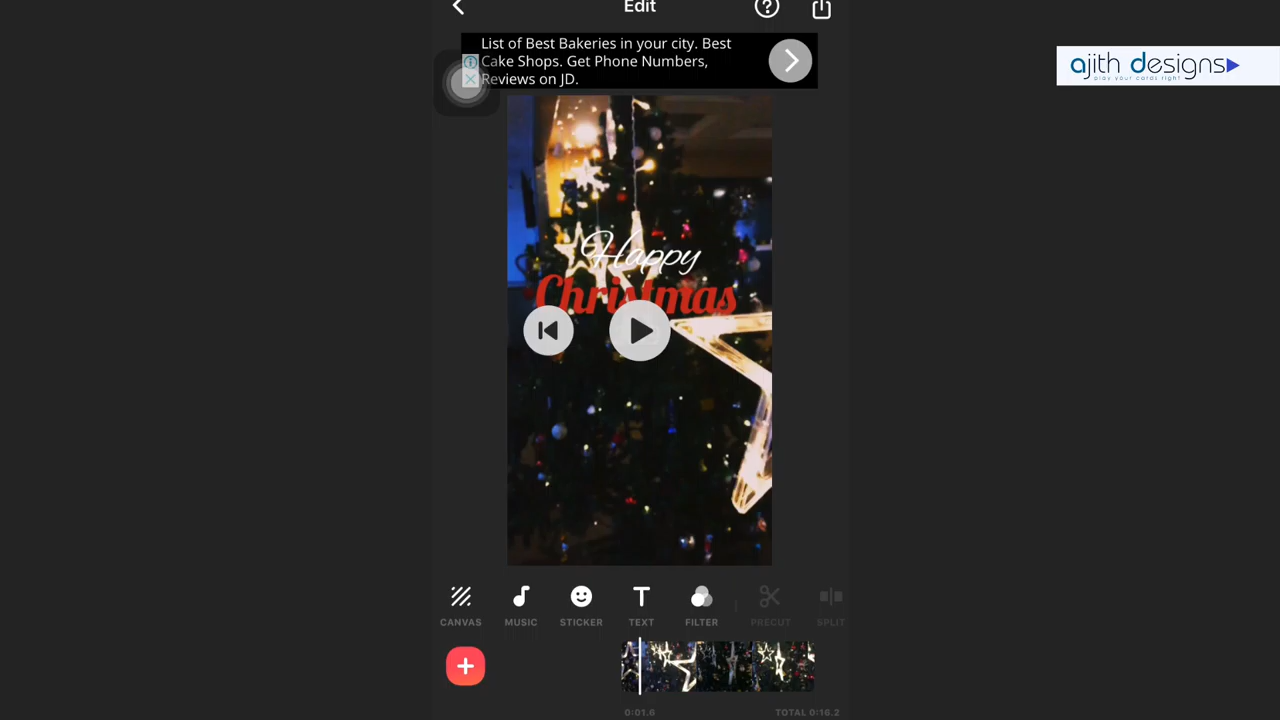 Edit
List of Best Bakeries in your city. Best
Cake Shops. Get Phone Numbers,
Reviews on JD.
ajith designs
play your cards right
Happy
Christmas
CANVAS MUSIC STICKER TEXT FILTER PRECUT SPLIT
0:01.6 TOTAL 0:16.2